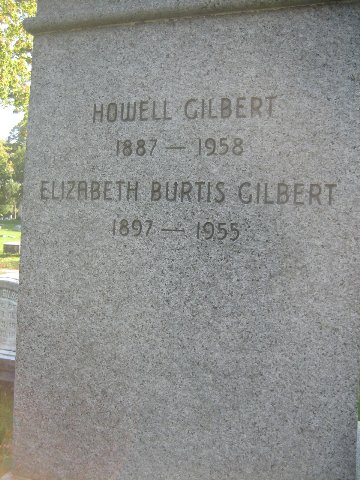 HOWELL GILBERT
1887 — 1958
ELIZABETH BURTIS GILBERT
1897 — 1955